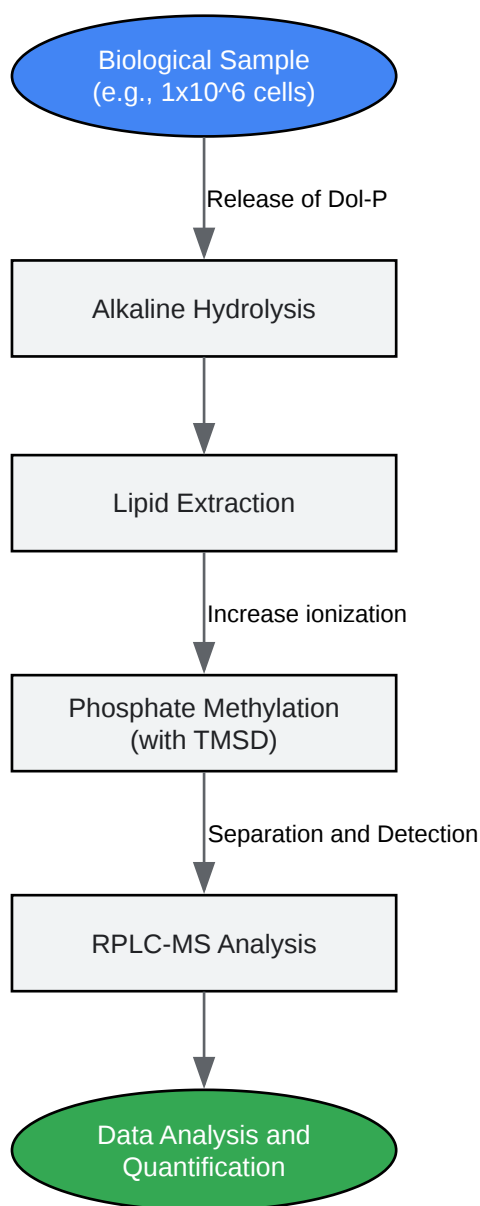 Biological Sample
(e.g., 1x10^6 cells)
Release of Dol-P
Alkaline Hydrolysis
Lipid Extraction
Increase ionization
Phosphate Methylation
(with TMSD)
Separation and Detection
RPLC-MS Analysis
Data Analysis and
Quantification